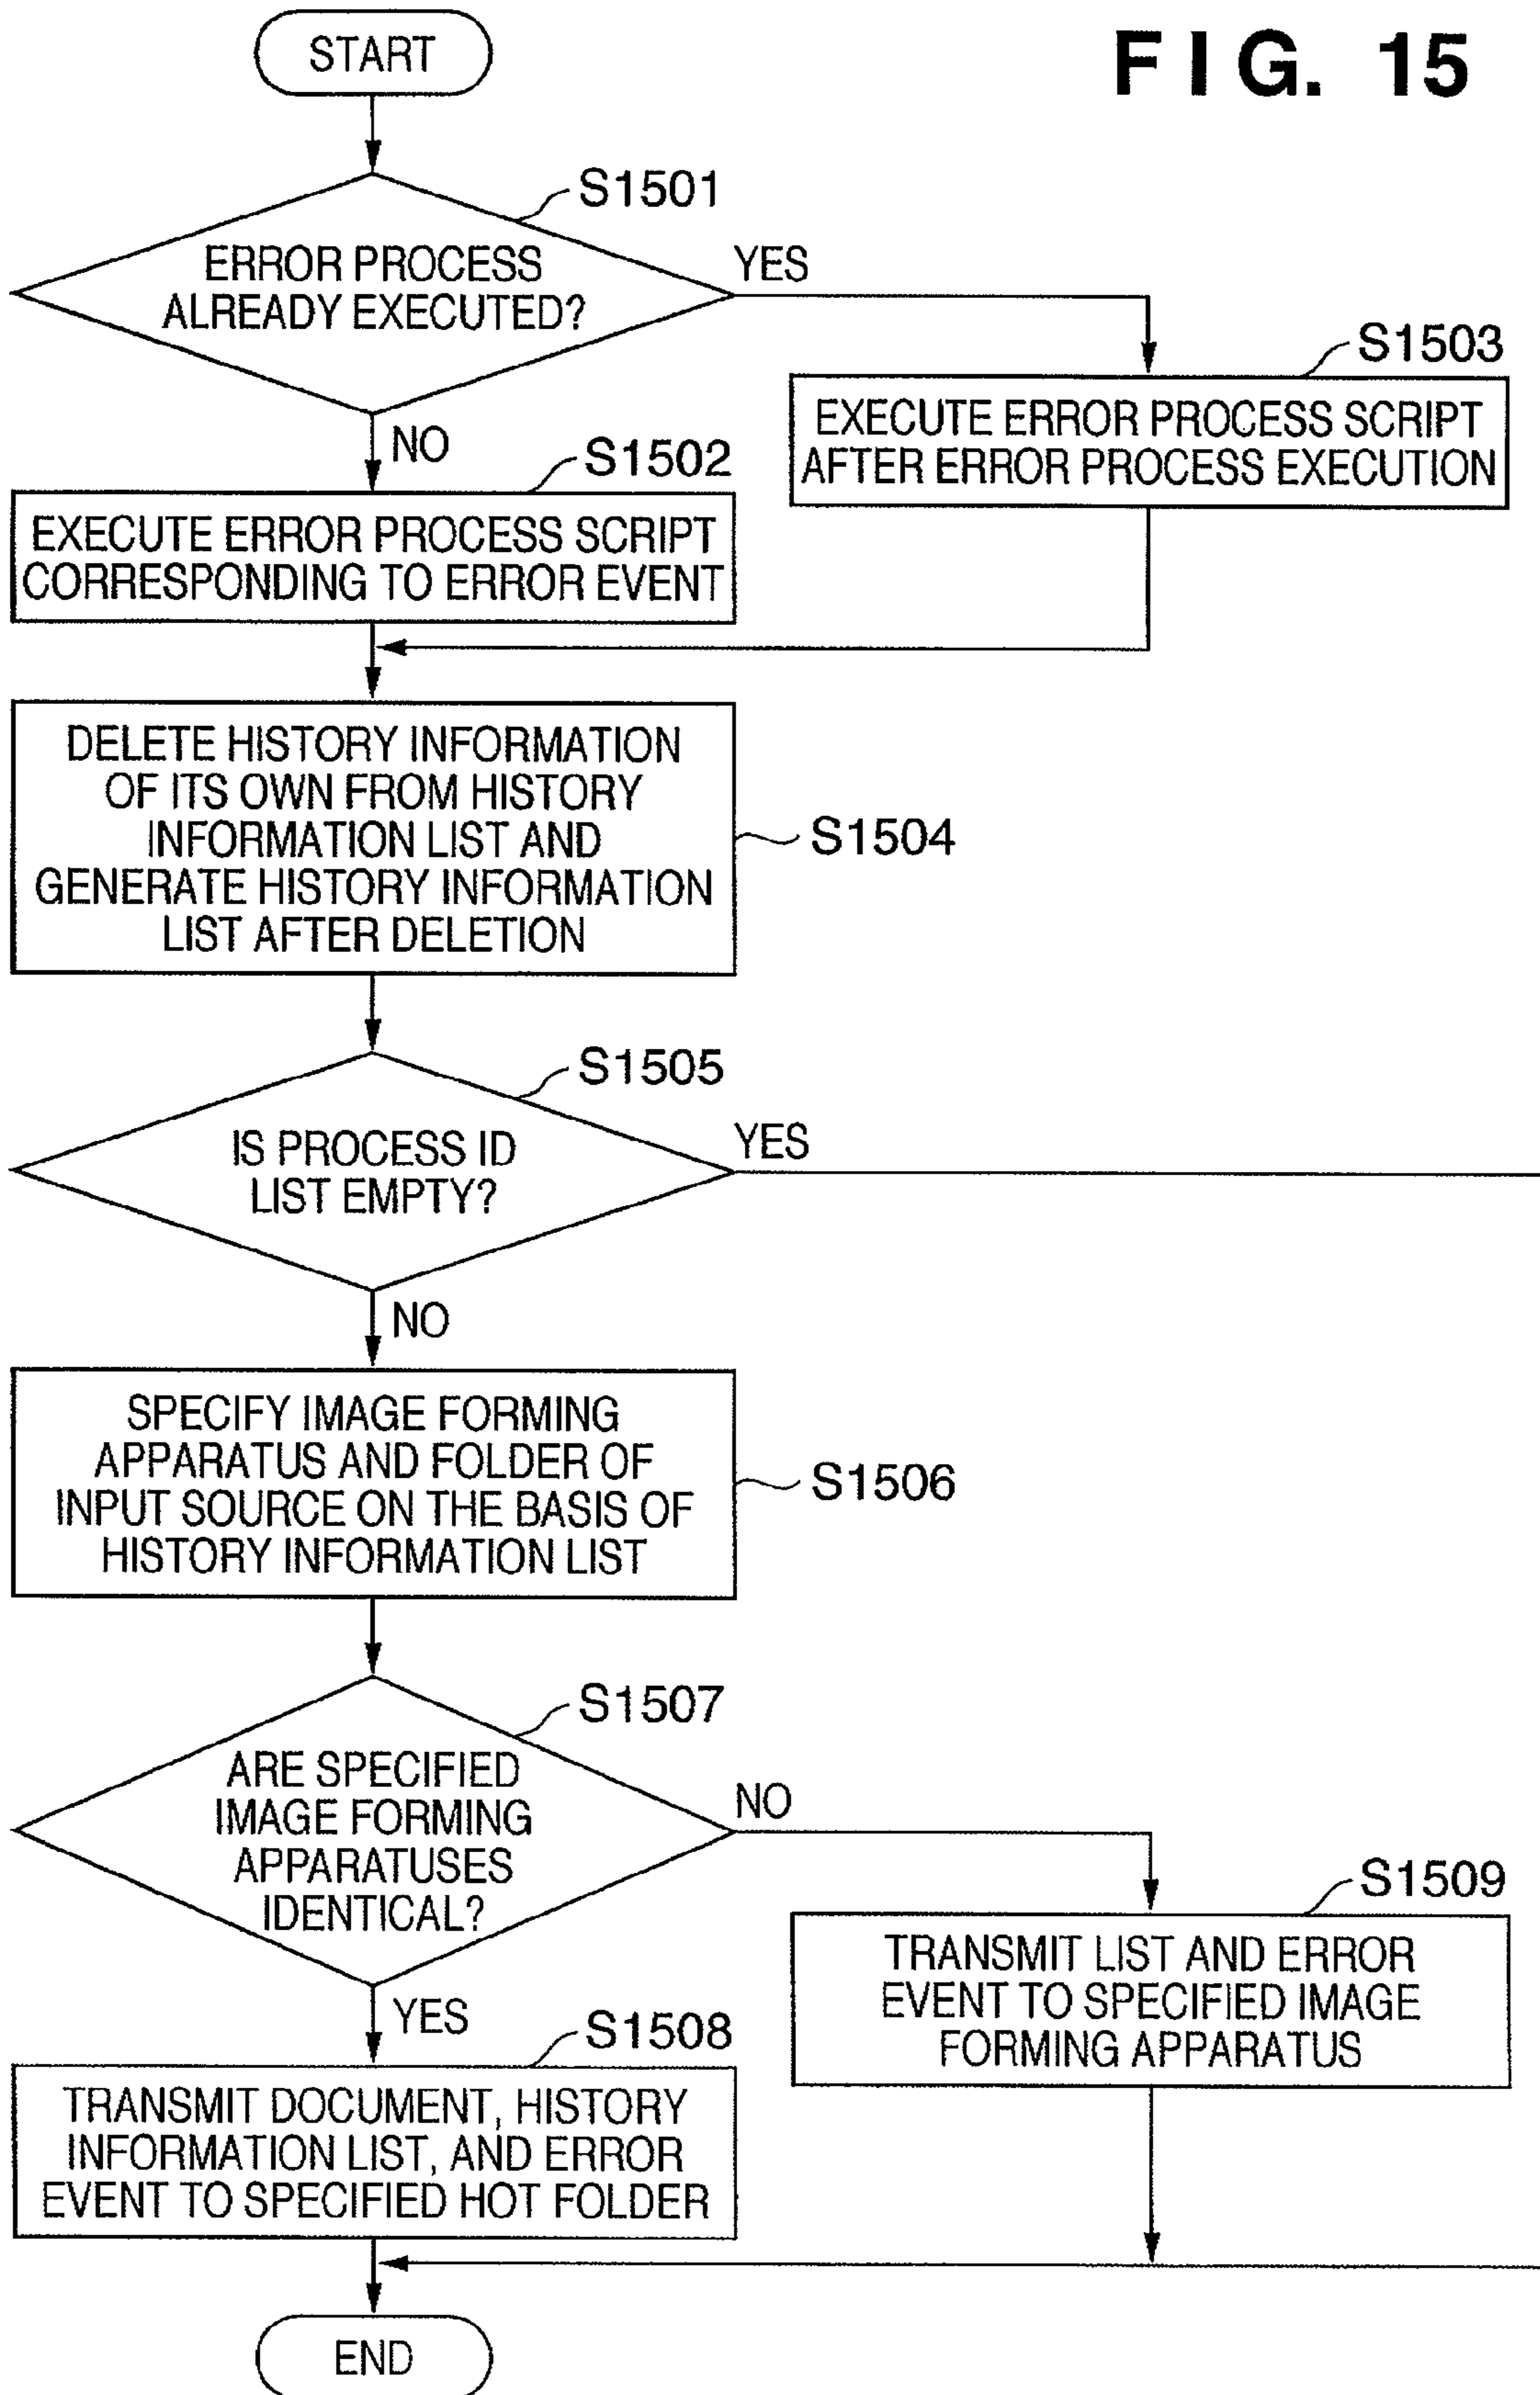 FIG. 15
START
S1501
ERROR PROCESS
ALREADY EXECUTED?
YES
NO
S1503
EXECUTE ERROR PROCESS SCRIPT
AFTER ERROR PROCESS EXECUTION
S1502
EXECUTE ERROR PROCESS SCRIPT
CORRESPONDING TO ERROR EVENT
DELETE HISTORY INFORMATION
OF ITS OWN FROM HISTORY
INFORMATION LIST AND
GENERATE HISTORY INFORMATION
LIST AFTER DELETION
S1504
S1505
IS PROCESS ID
LIST EMPTY?
YES
NO
SPECIFY IMAGE FORMING
APPARATUS AND FOLDER OF
INPUT SOURCE ON THE BASIS OF
HISTORY INFORMATION LIST
S1506
S1507
ARE SPECIFIED
IMAGE FORMING
APPARATUSES
IDENTICAL?
NO
YES
S1509
TRANSMIT LIST AND ERROR
EVENT TO SPECIFIED IMAGE
FORMING APPARATUS
S1508
TRANSMIT DOCUMENT, HISTORY
INFORMATION LIST, AND ERROR
EVENT TO SPECIFIED HOT FOLDER
END